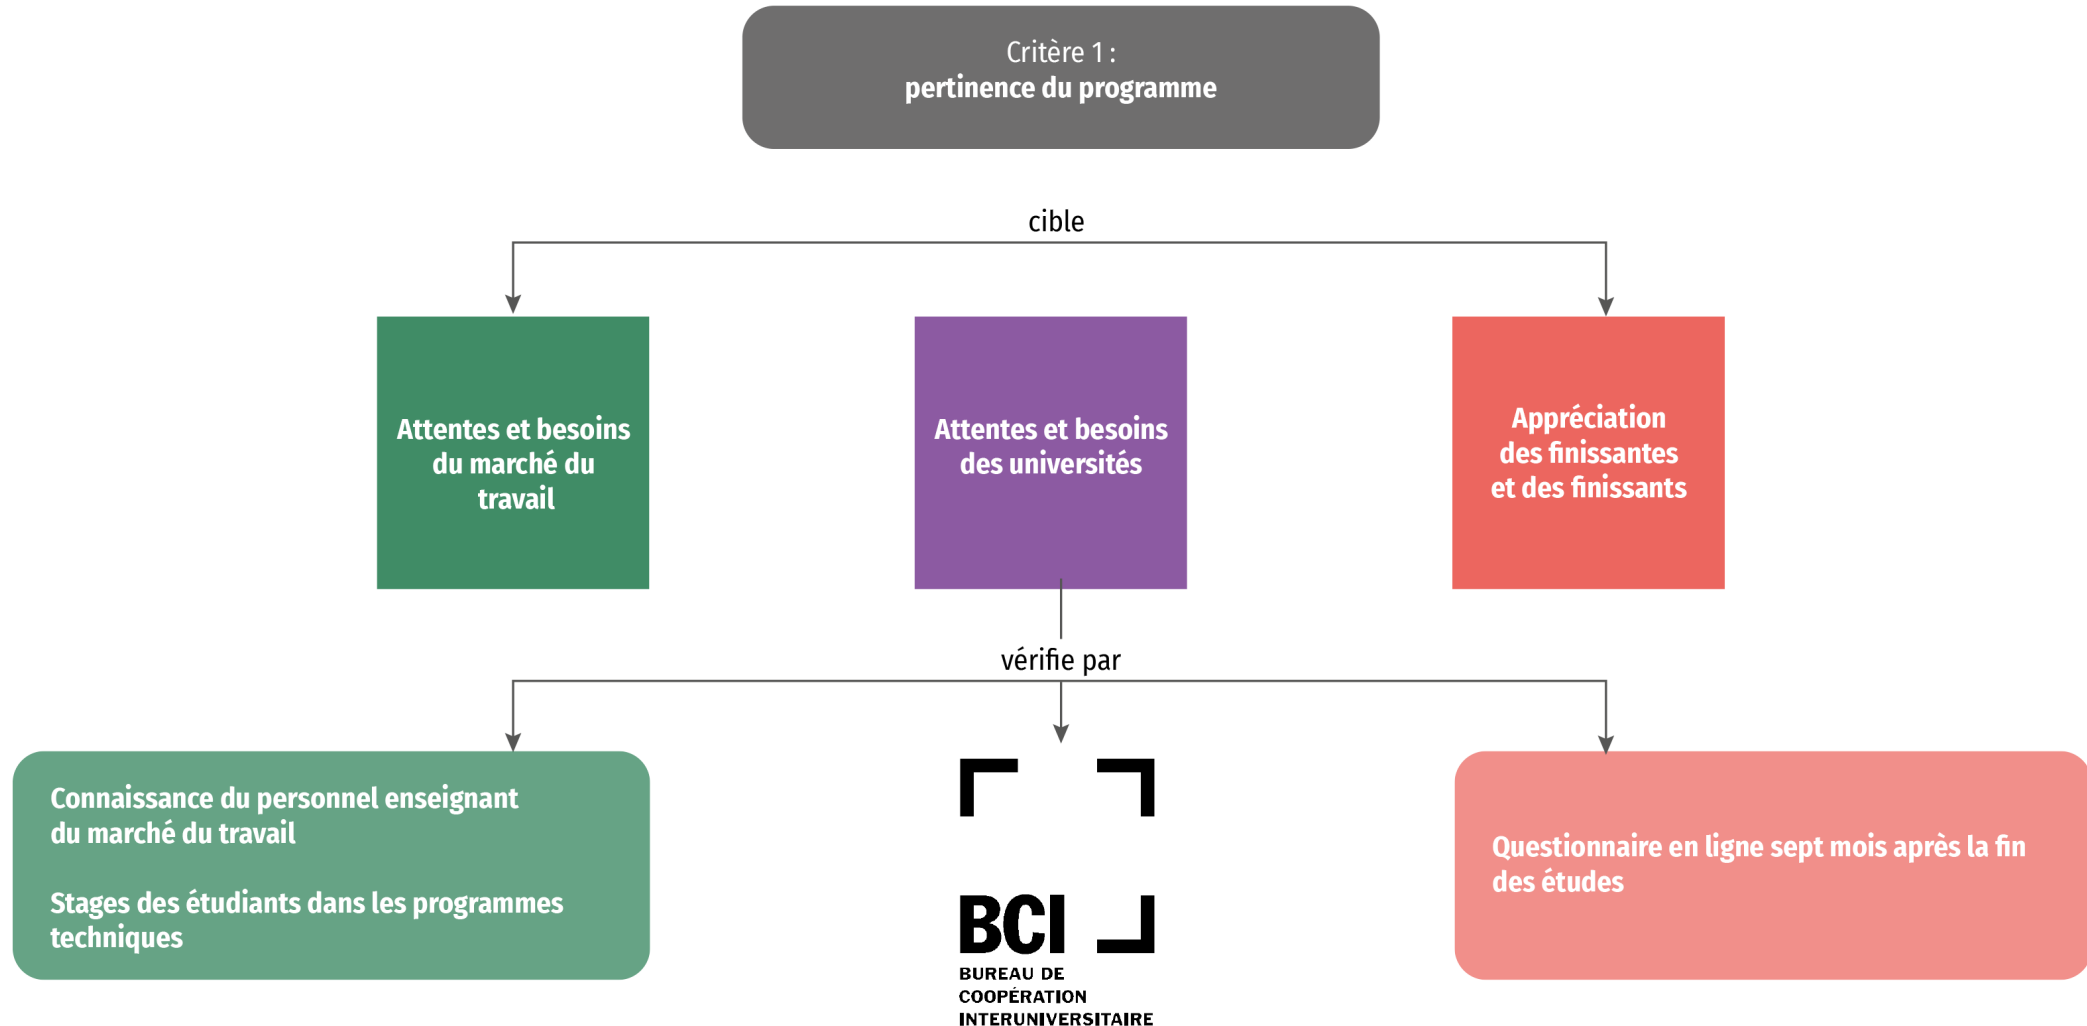 Critère 1 :
pertinence du programme
cible
Attentes et besoins
du marché du
travail
Attentes et besoins
des universités
Appréciation
des finissantes
et des finissants
vérifie par
Connaissance du personnel enseignant
du marché du travail
Stages des étudiants dans les programmes
techniques
BCI
BUREAU DE
COOPÉRATION
INTERUNIVERSITAIRE
Questionnaire en ligne sept mois après la fin
des études